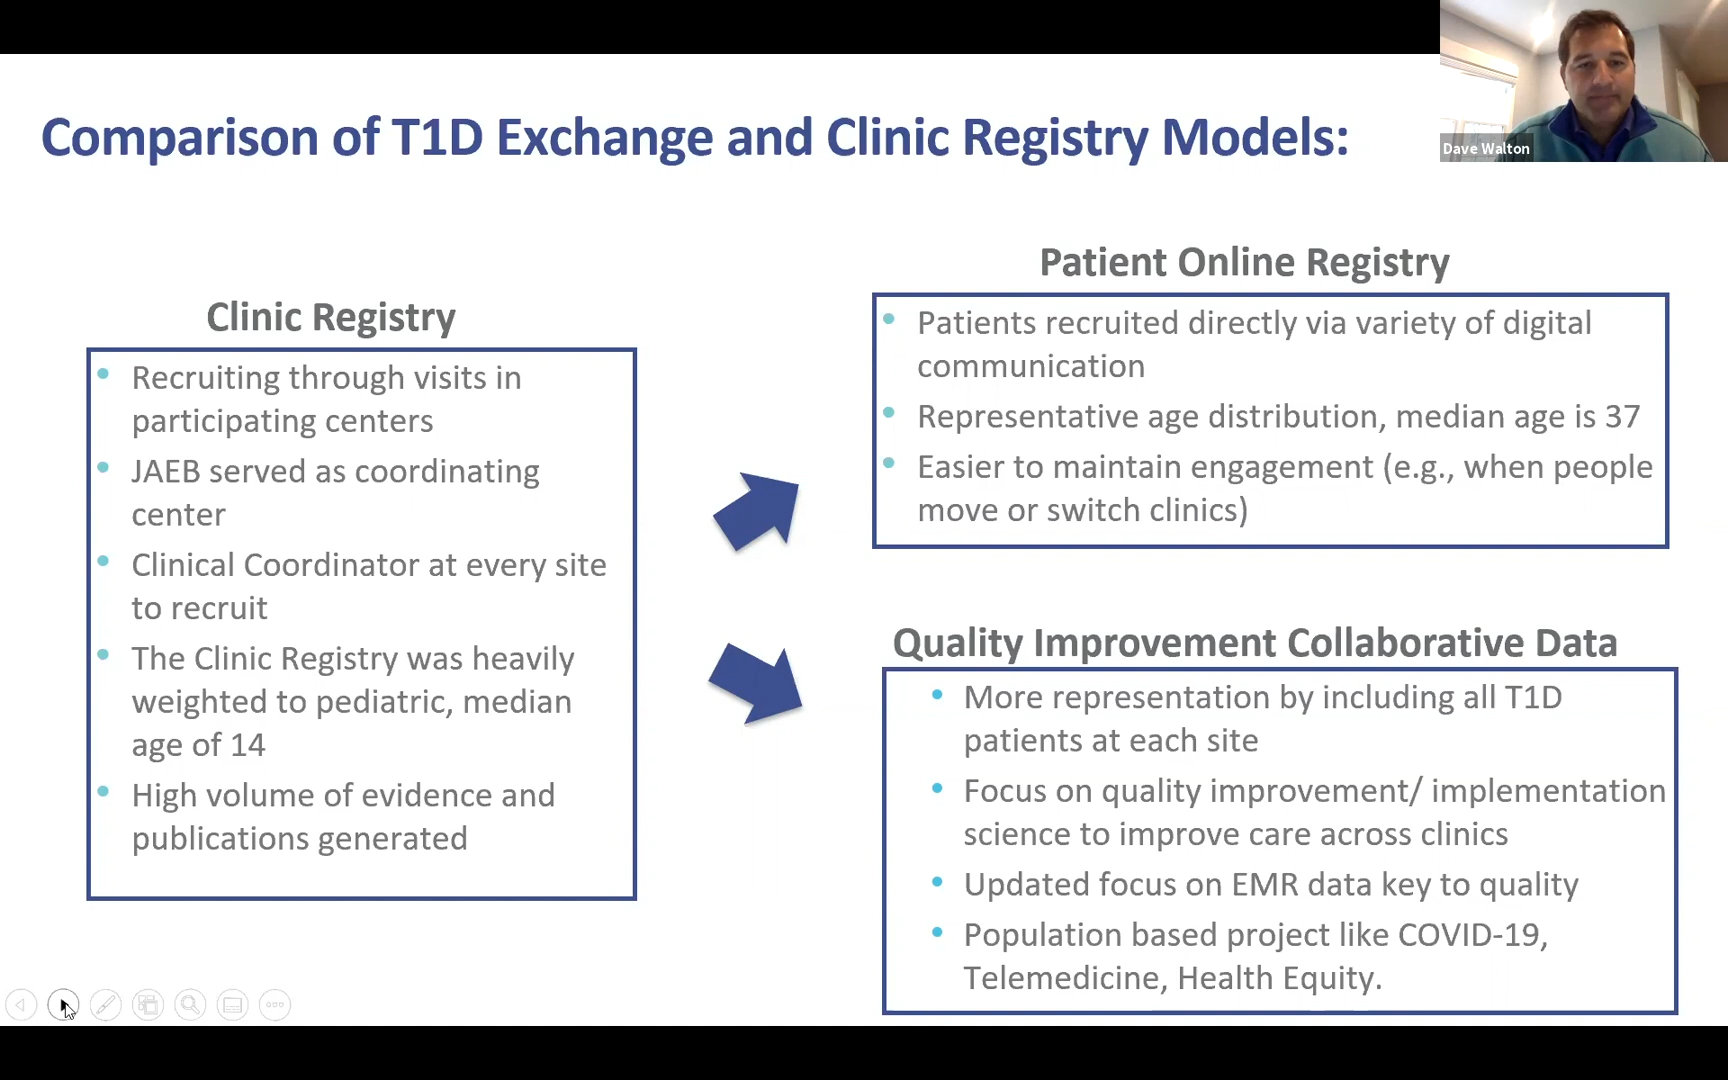 Comparison of T1D Exchange and Clinic Registry Models:
Dave Walton
Clinic Registry
Recruiting through visits in
participating centers
JAEB served as coordinating
center
Clinical Coordinator at every site
to recruit
The Clinic Registry was heavily
weighted to pediatric, median
age of 14
High volume of evidence and
publications generated
Patient Online Registry
Patients recruited directly via variety of digital
communication
Representative age distribution, median age is 37
Easier to maintain engagement (e.g., when people
move or switch clinics)
Quality Improvement Collaborative Data
More representation by including all T1D
patients at each site
Focus on quality improvement/ implementation
science to improve care across clinics
Updated focus on EMR data key to quality
Population based project like COVID-19,
Telemedicine, Health Equity.